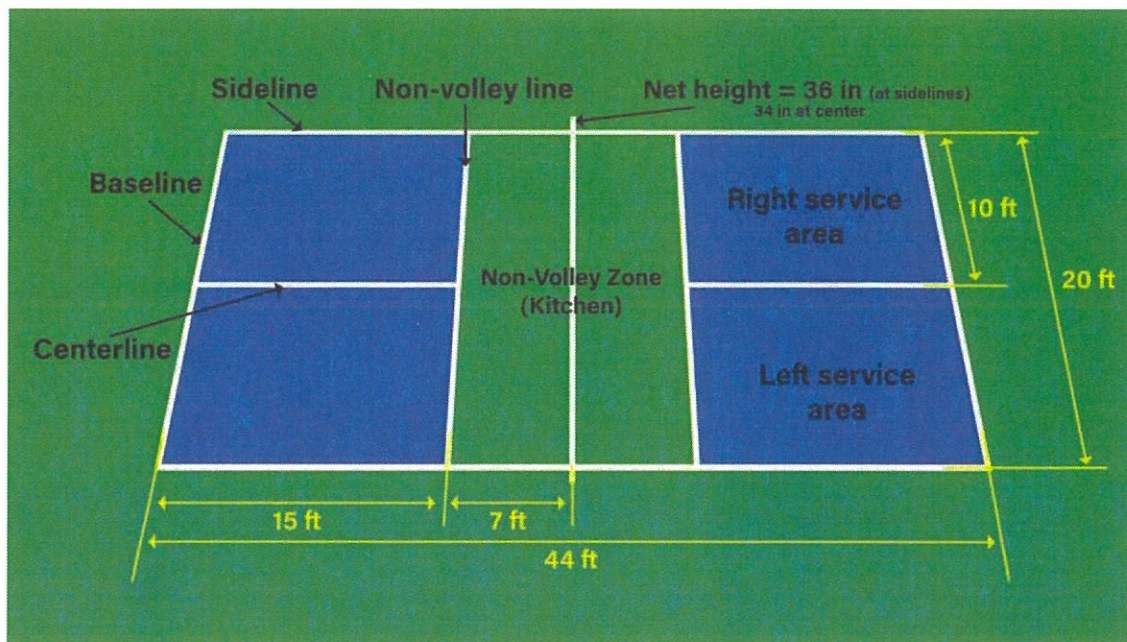 Sideline
Non-volley line
Net height = 36 in (at sidelines)
34 in at center
Baseline
Right service
area
10 ft
20 ft
Non-Volley Zone
(Kitchen)
Centerline
Left service
area
15 ft
7 ft
44 ft